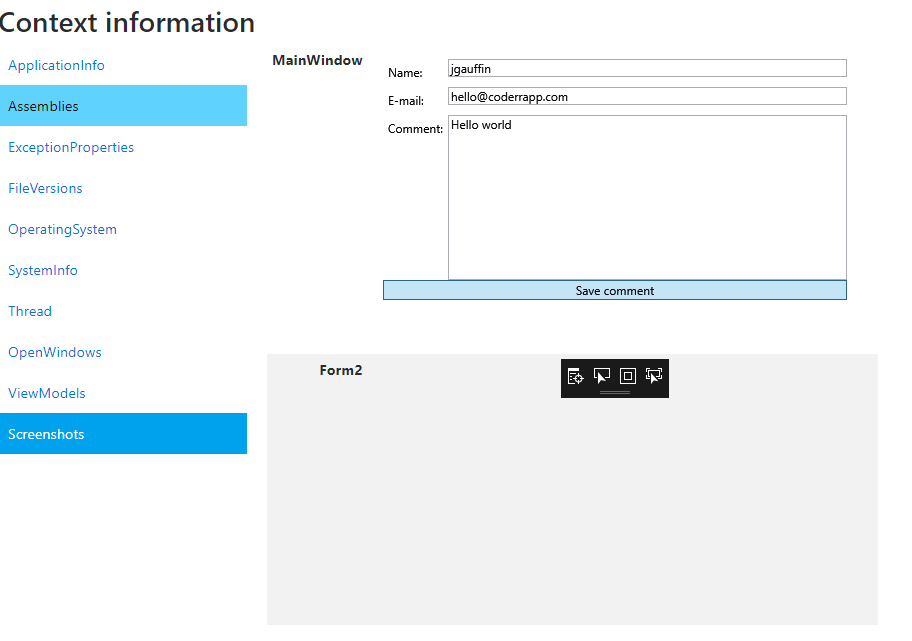 Context information
ApplicationInfo
Assemblies
ExceptionProperties
FileVersions
OperatingSystem
SystemInfo
Thread
OpenWindows
ViewModels
Screenshots
MainWindow
Name: jgauffin
E-mail: hello@coderrapp.com
Comment: Hello world
Save comment
Form2